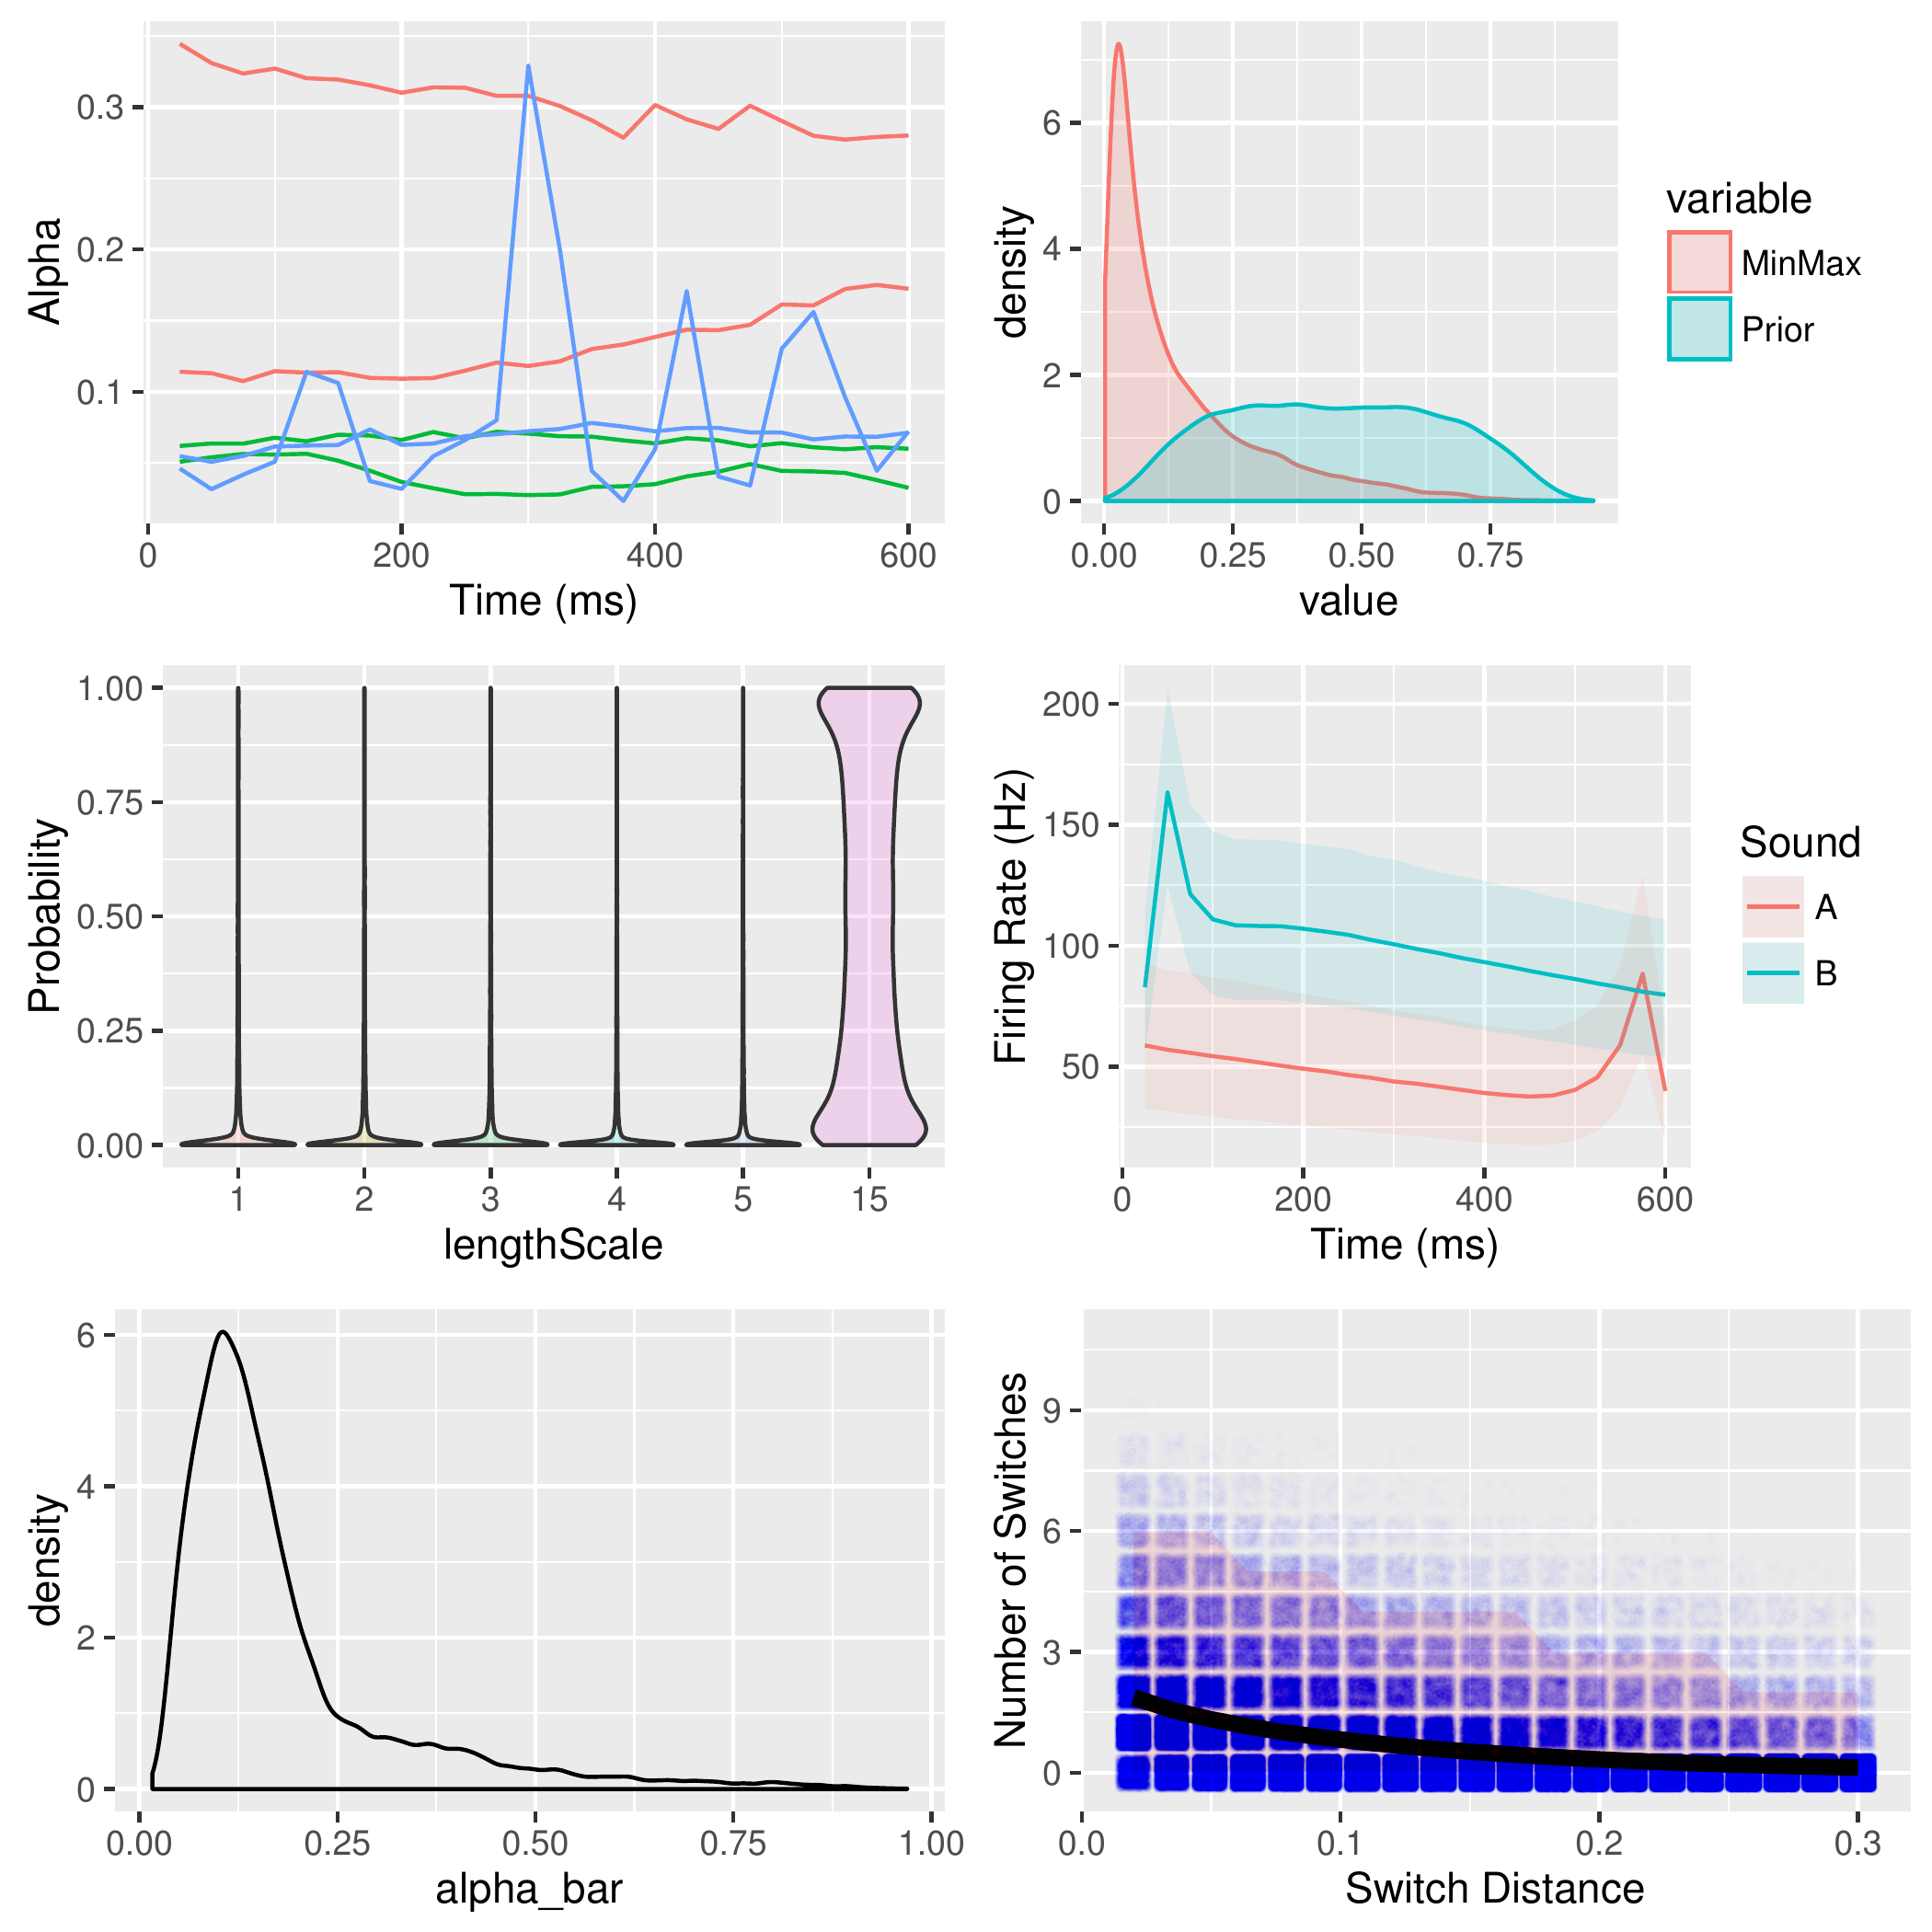 Alpha
0.3
0.2
0.1
0 200 400 600
Time (ms)
density
6
4
2
0
0.00 0.25 0.50 0.75
value
variable
MinMax
Prior
Probability
1.00
0.75
0.50
0.25
0.00
1 2 3 4 5 15
lengthScale
Firing Rate (Hz)
200
150
100
50
0 200 400 600
Time (ms)
Sound
A
B
density
6
4
2
0
0.00 0.25 0.50 0.75 1.00
alpha_bar
Number of Switches
9
6
3
0
0.0 0.1 0.2 0.3
Switch Distance